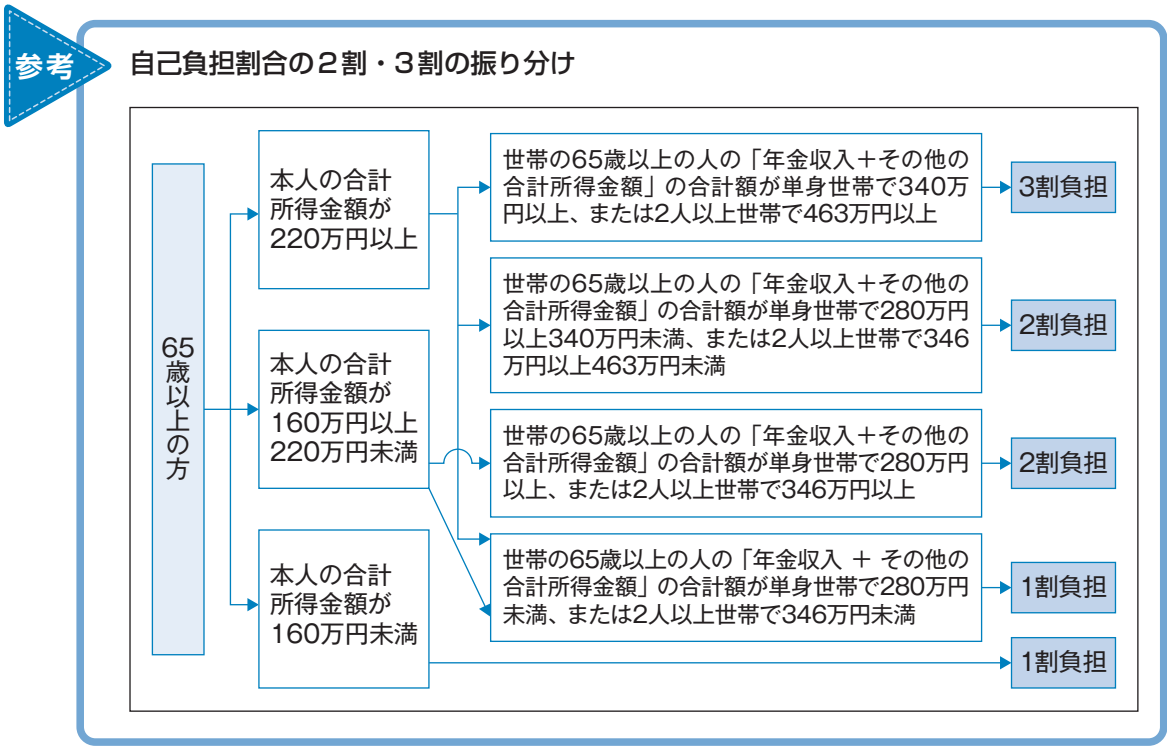 参考
自己負担割合の２割・３割の振り分け
65歳以上の方
本人の合計
所得金額が
220万円以上
世帯の65歳以上の人の「年金収入＋その他の
合計所得金額」の合計額が単身世帯で340万
円以上、または2人以上世帯で463万円以上
3割負担
世帯の65歳以上の人の「年金収入＋その他の
合計所得金額」の合計額が単身世帯で280万円
以上340万円未満、または2人以上世帯で346
万円以上463万円未満
2割負担
本人の合計
所得金額が
160万円以上
220万円未満
世帯の65歳以上の人の「年金収入＋その他の
合計所得金額」の合計額が単身世帯で280万円
以上、または2人以上世帯で346万円以上
2割負担
世帯の65歳以上の人の「年金収入 ＋ その他の
合計所得金額」の合計額が単身世帯で280万円
未満、または2人以上世帯で346万円未満
1割負担
本人の合計
所得金額が
160万円未満
1割負担